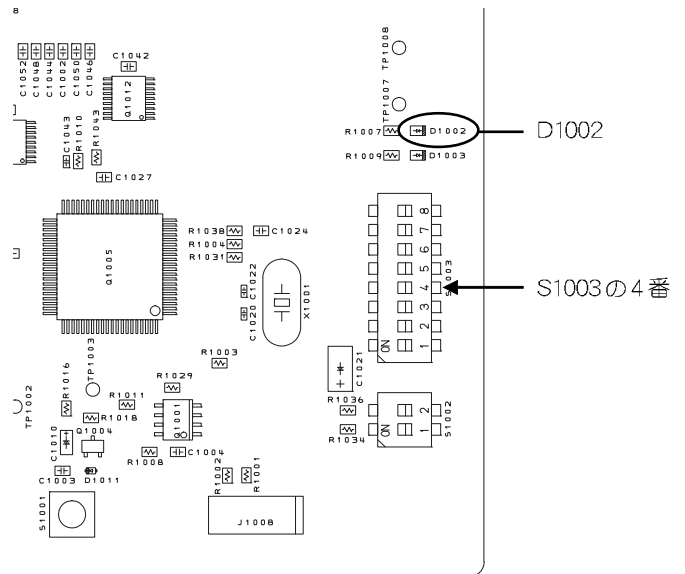 8
C1052
C1048
C1044
C1002
C1050
C1046
C1042
Q1012
TP1008
TP1007
R1007
D1002
D1002
R1009
D1003
C1043
R1010
R1043
C1027
Q1005
R1038
C1024
R1004
R1031
C1022
C1020
X1001
8
7
6
5
4
3
2
1
ON
S1003
S1003の4番
TP1003
R1003
C1021
+
R1029
R1016
TP1002
R1011
R1018
Q1001
R1036
R1034
2
1
ON
S1002
C1010
Q1004
R1008
C1004
C1003
D1011
R1002
R1001
S1001
J1008